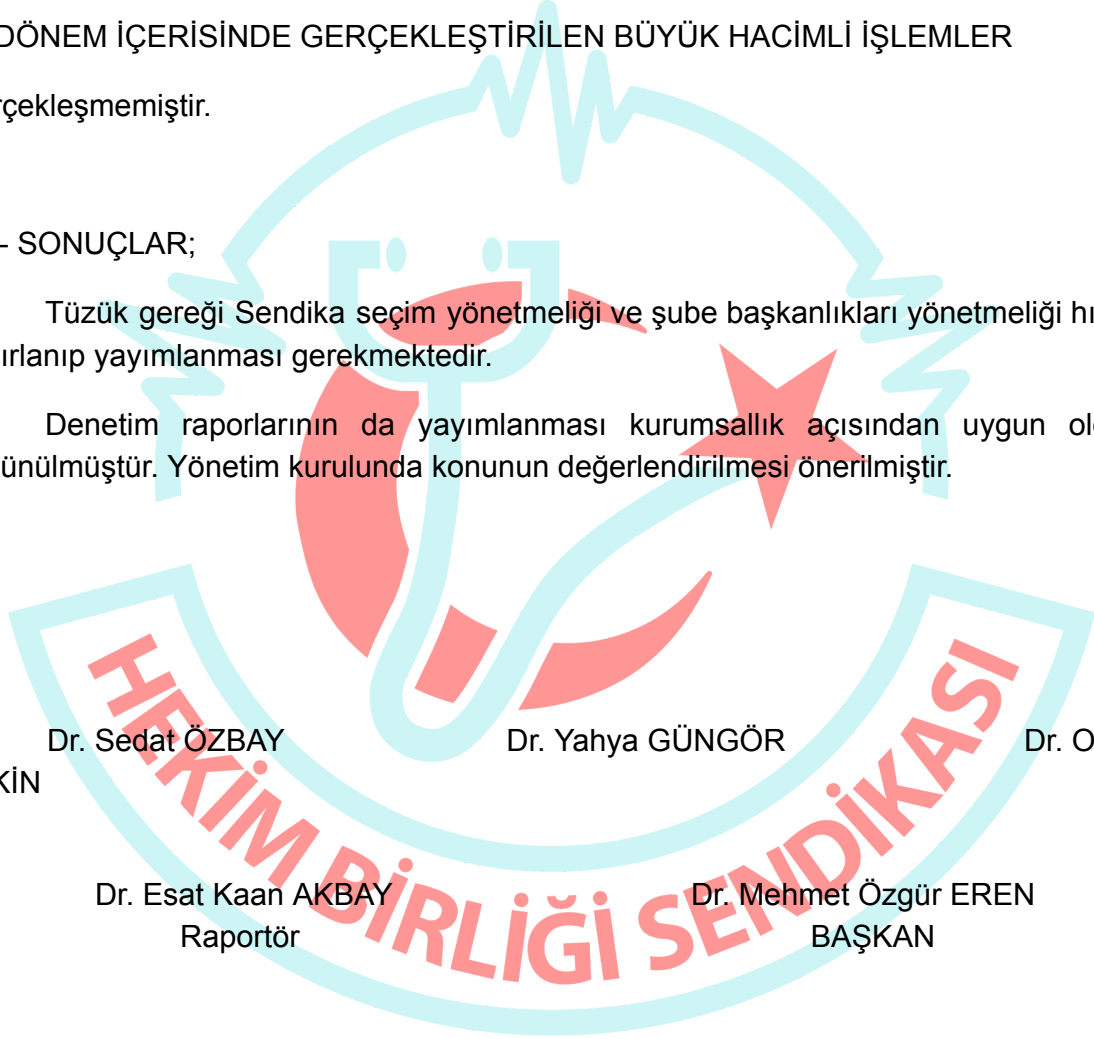 DÖNEM İÇERİSİNDE GERÇEKLEŞTİRİLEN BÜYÜK HACİMLİ İŞLEMLER
rçekleşmemiştir.
- SONUÇLAR;
Tüzük gereği Sendika seçim yönetmeliği ve şube başkanlıkları yönetmeliği hı
ırlanıp yayımlanması gerekmektedir.
Denetim raporlarının da yayımlanması kurumsallık açısından uygun old
ünülmüştür. Yönetim kurulunda konunun değerlendirilmesi önerilmiştir.
Dr. Sedat ÖZBAY Dr. Yahya GÜNGÖR Dr. O
KİN
Dr. Esat Kaan AKBAY Dr. Mehmet Özgür EREN
Raportör BAŞKAN
HEKİM BİRLİĞİ SENDİKASI